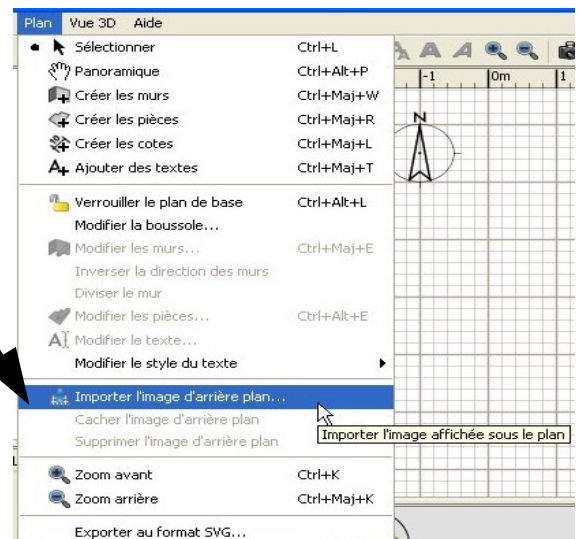 Plan Vue 3D Aide
Sélectionner Ctrl+L
Panoramique Ctrl+Alt+P
Créer les murs Ctrl+Maj+W
Créer les pièces Ctrl+Maj+R
Créer les cotes Ctrl+Maj+L
Ajouter des textes Ctrl+Maj+T
Verrouiller le plan de base Ctrl+Alt+L
Modifier la boussole...
Modifier les murs... Ctrl+Maj+E
Inverser la direction des murs
Diviser le mur
Modifier les pièces... Ctrl+Alt+E
Modifier le texte...
Modifier le style du texte
Importer l'image d'arrière plan...
Cacher l'image d'arrière plan
Supprimer l'image d'arrière plan
Zoom avant Ctrl+K
Zoom arrière Ctrl+Maj+K
Exporter au format SVG...
A A A
-1 0m 1
N
Importer l'image affichée sous le plan